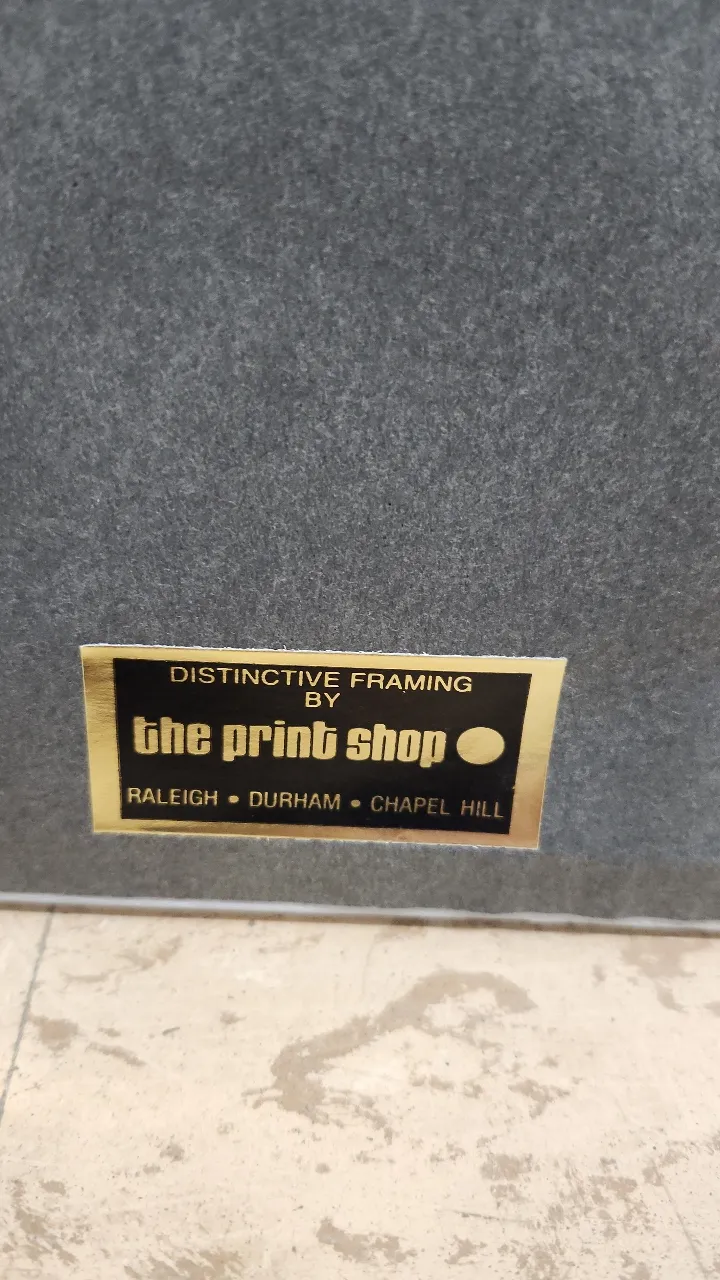 DISTINCTIVE FRAMING
BY
the print shop
RALEIGH • DURHAM • CHAPEL HILL